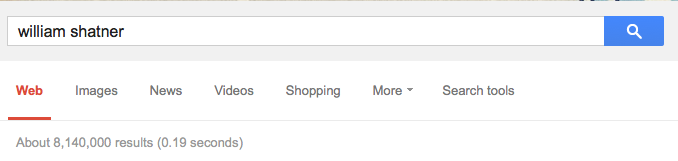 william shatner
Web Images News Videos Shopping More Search tools
About 8,140,000 results (0.19 seconds)